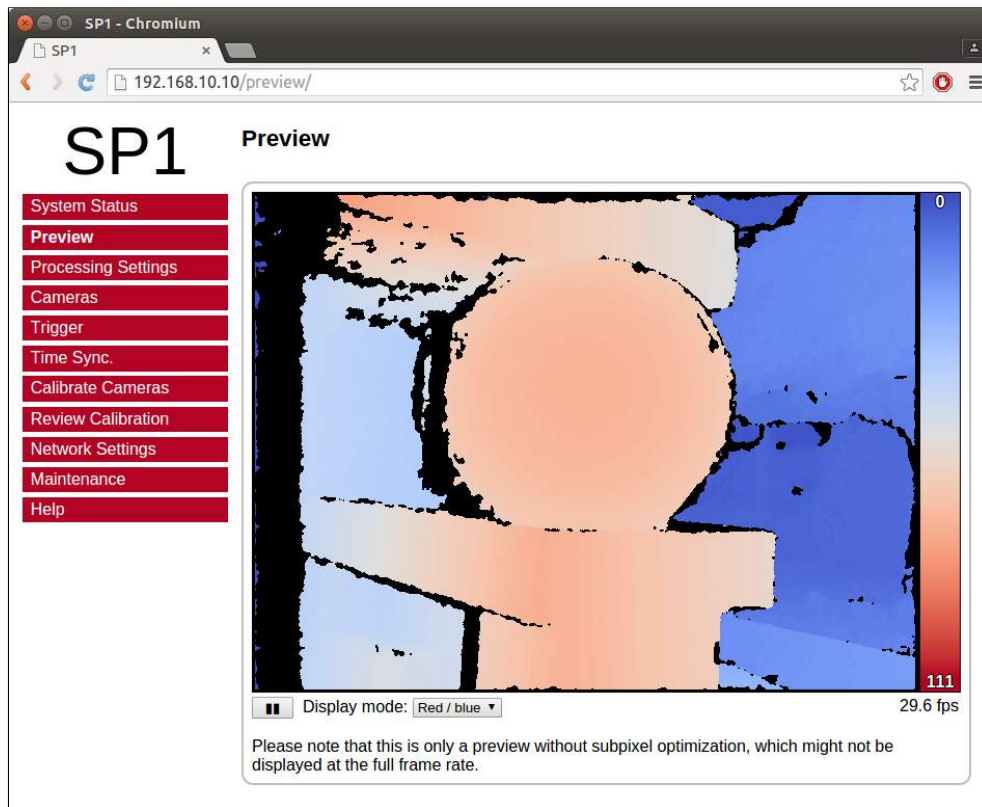 SP1 - Chromium
SP1 ×
192.168.10.10/preview/
SP1
System Status
Preview
Processing Settings
Cameras
Trigger
Time Sync.
Calibrate Cameras
Review Calibration
Network Settings
Maintenance
Help
Preview
0
111
Display mode: Red / blue ▼
29.6 fps
Please note that this is only a preview without subpixel optimization, which might not be
displayed at the full frame rate.